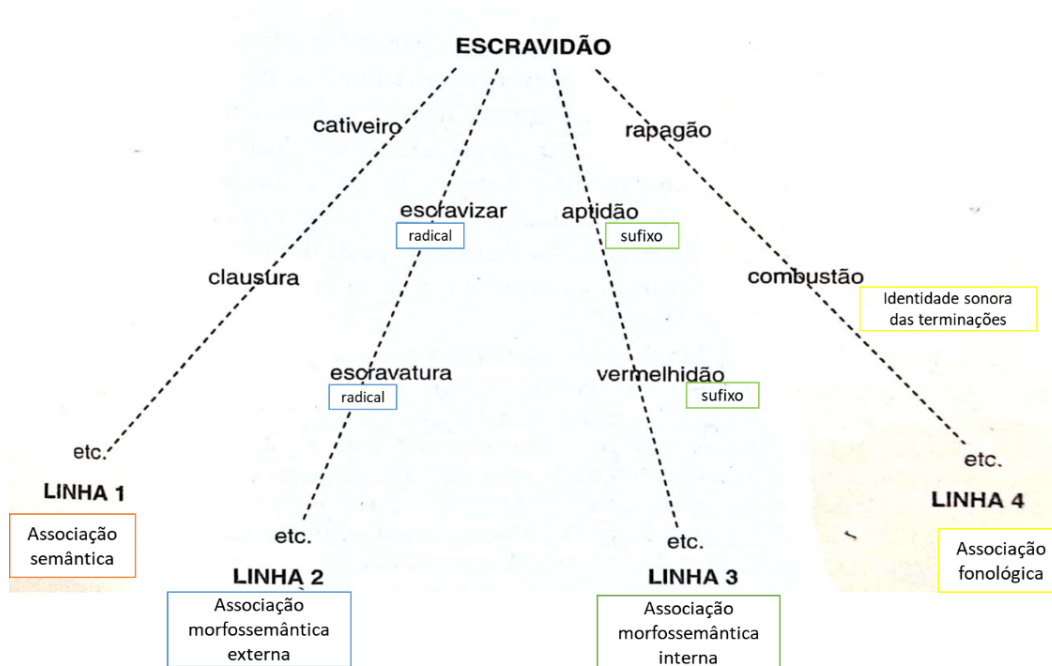 ESCRAVIDÃO
cativeiro
rapagão
escravizar
aptidão
radical
sufixo
clausura
combustão
Identidade sonora
das terminações
escravatura
vermelhidão
radical
sufixo
etc.
etc.
LINHA 1
LINHA 4
Associação
semântica
Associação
fonológica
etc.
etc.
LINHA 2
LINHA 3
Associação
morfossemântica
externa
Associação
morfossemântica
interna